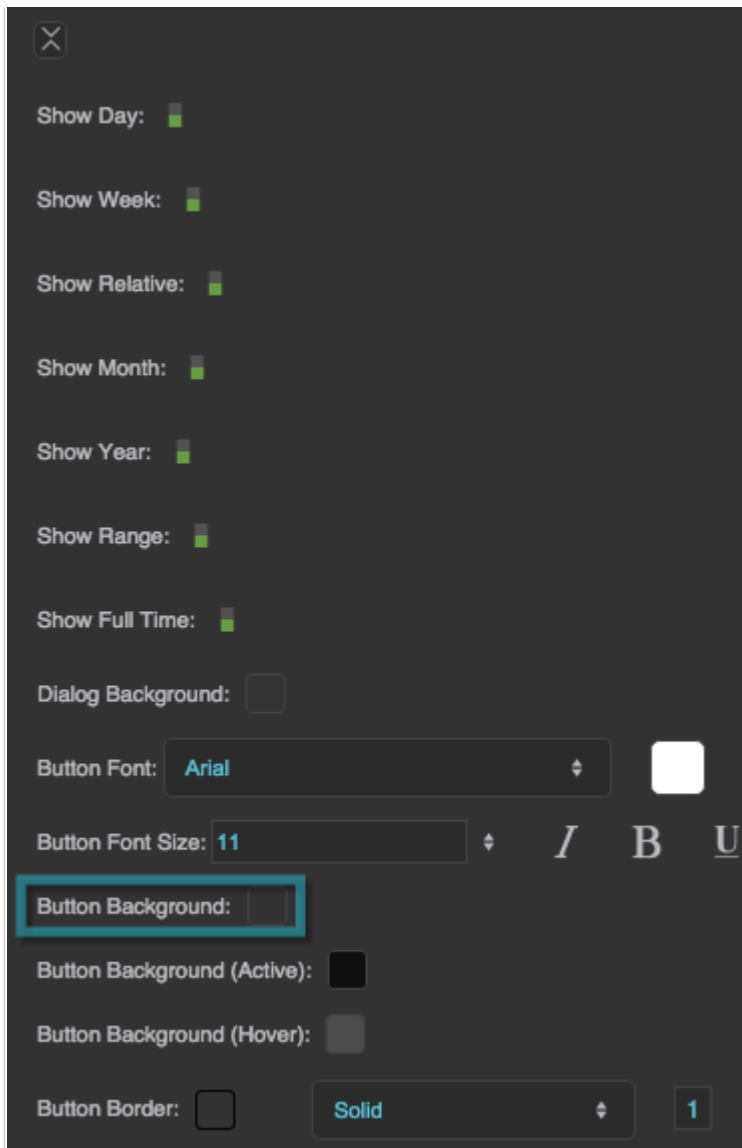 Show Day:
Show Week:
Show Relative:
Show Month:
Show Year:
Show Range:
Show Full Time:
Dialog Background:
Button Font: Arial
Button Font Size: 11 I B U
Button Background:
Button Background (Active):
Button Background (Hover):
Button Border: Solid 1